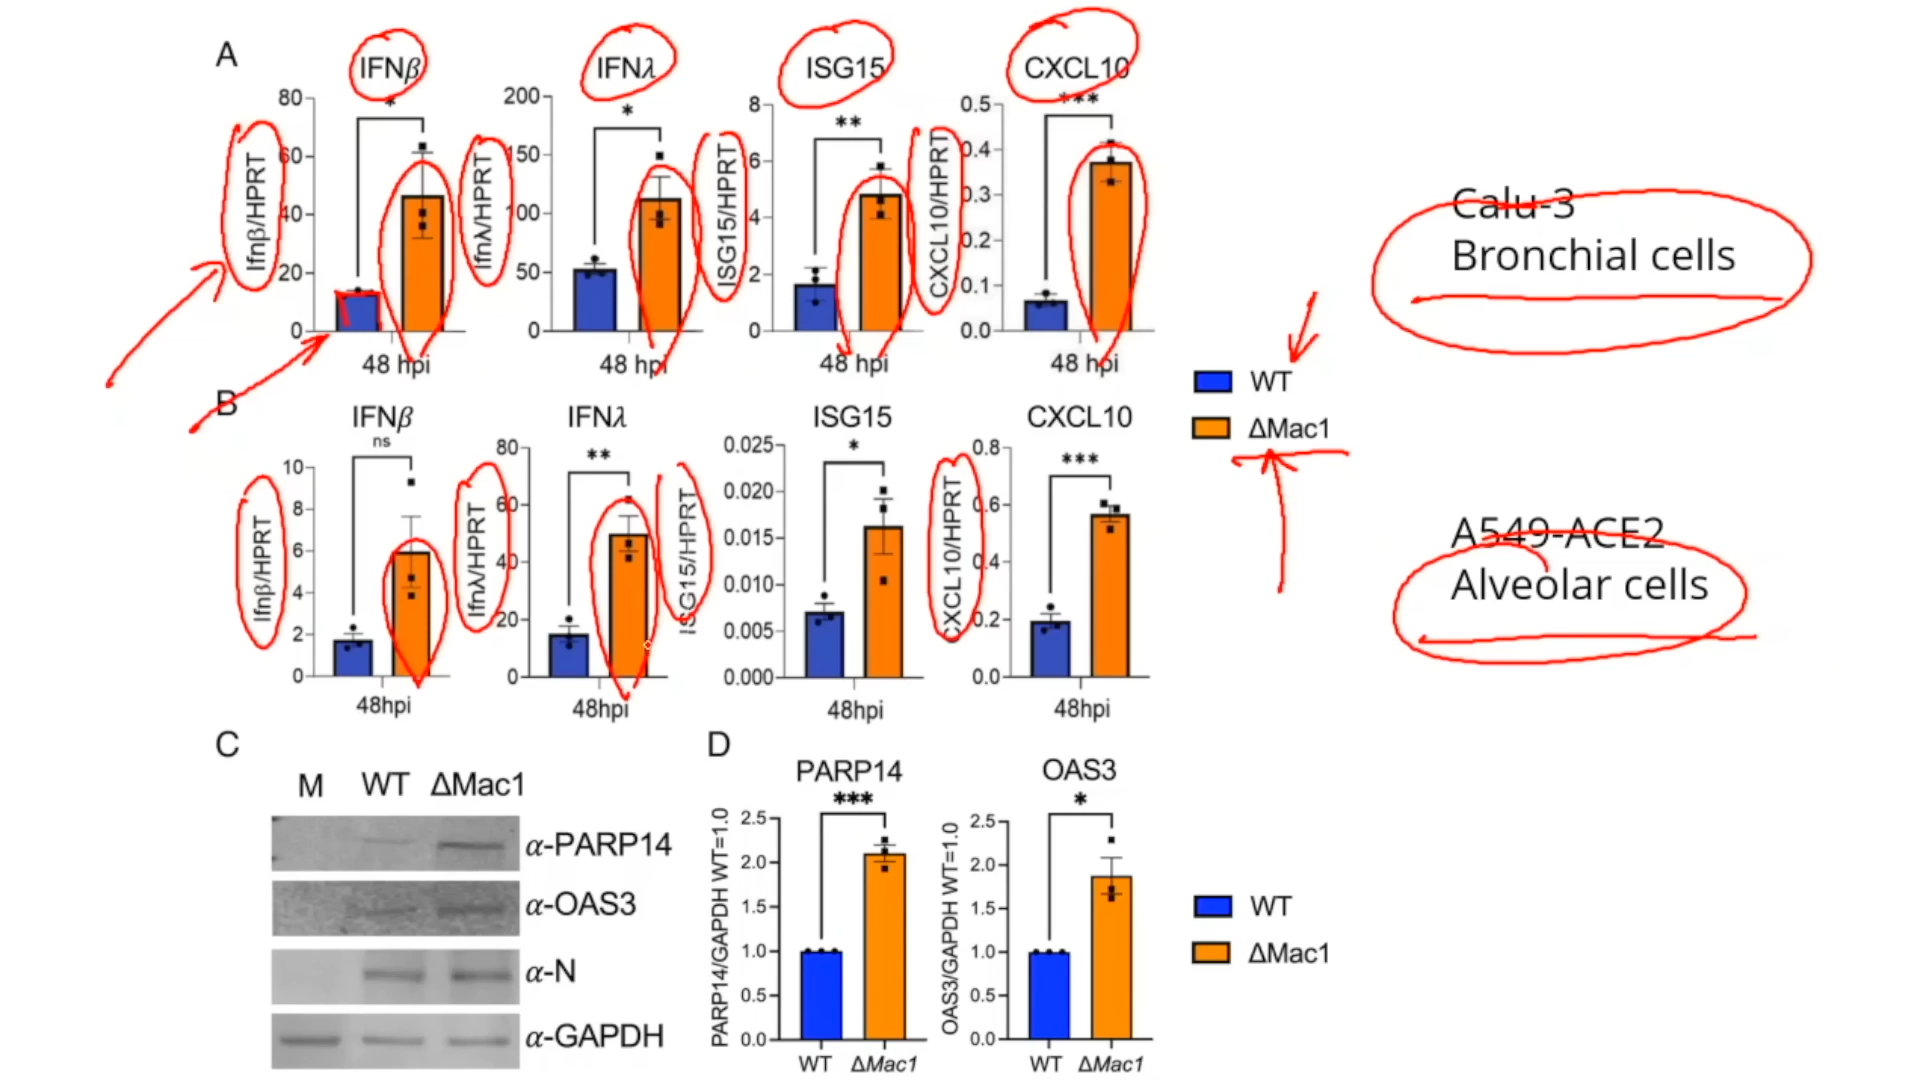 A
IFNβ
IFNλ
ISG15
CXCL10
*
*
**
***
Ifnβ/HPRT
80
60
40
20
0
48 hpi
Ifnλ/HPRT
200
150
100
50
0
48 hpi
ISG15/HPRT
8
6
4
2
0
48 hpi
CXCL10/HPRT
0.5
0.4
0.3
0.2
0.1
0.0
48 hpi
Calu-3
Bronchial cells
WT
ΔMac1
B
IFNβ
IFNλ
ISG15
CXCL10
ns
**
*
***
Ifnβ/HPRT
10
8
6
4
2
0
48hpi
Ifnλ/HPRT
80
60
40
20
0
48hpi
ISG15/HPRT
0.025
0.020
0.015
0.010
0.005
0.000
48hpi
CXCL10/HPRT
0.8
0.6
0.4
0.2
0.0
48hpi
A549-ACE2
Alveolar cells
C
M WT ΔMac1
α-PARP14
α-OAS3
α-N
α-GAPDH
D
PARP14
***
PARP14/GAPDH WT=1.0
2.5
2.0
1.5
1.0
0.5
0.0
WT ΔMac1
OAS3
*
OAS3/GAPDH WT=1.0
2.5
2.0
1.5
1.0
0.5
0.0
WT ΔMac1
WT
ΔMac1